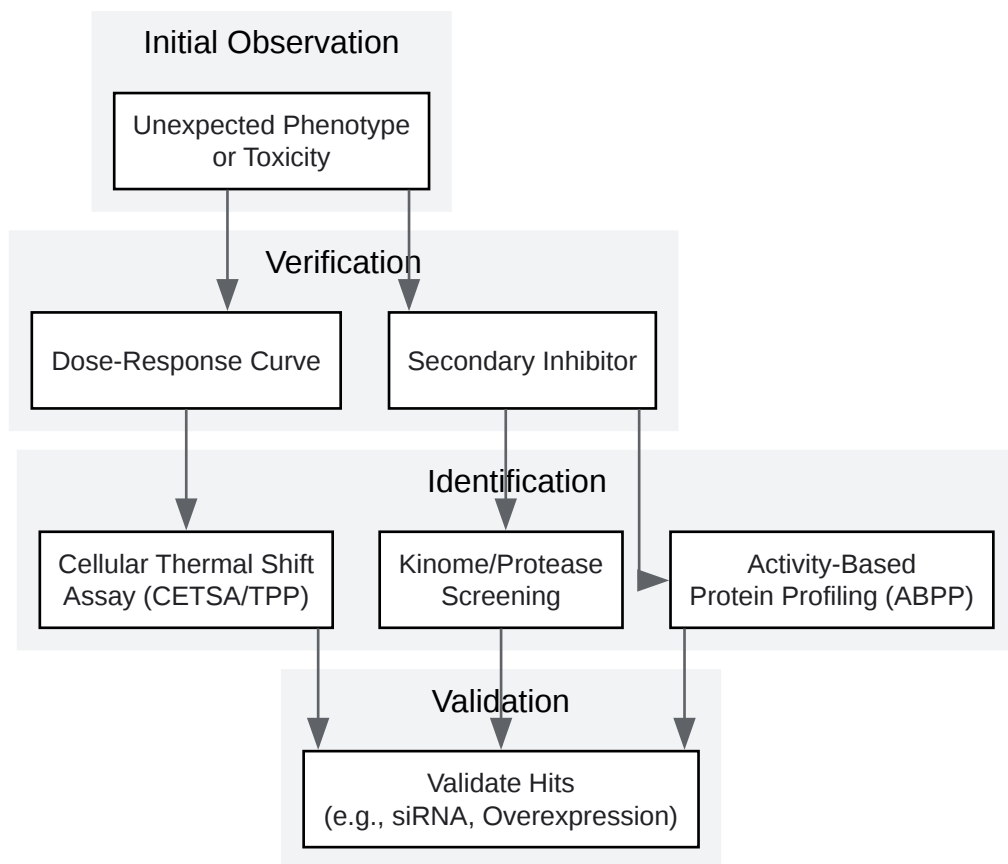 Initial Observation
Unexpected Phenotype
or Toxicity
Verification
Dose-Response Curve
Secondary Inhibitor
Identification
Cellular Thermal Shift
Assay (CETSA/TPP)
Kinome/Protease
Screening
Activity-Based
Protein Profiling (ABPP)
Validation
Validate Hits
(e.g., siRNA, Overexpression)